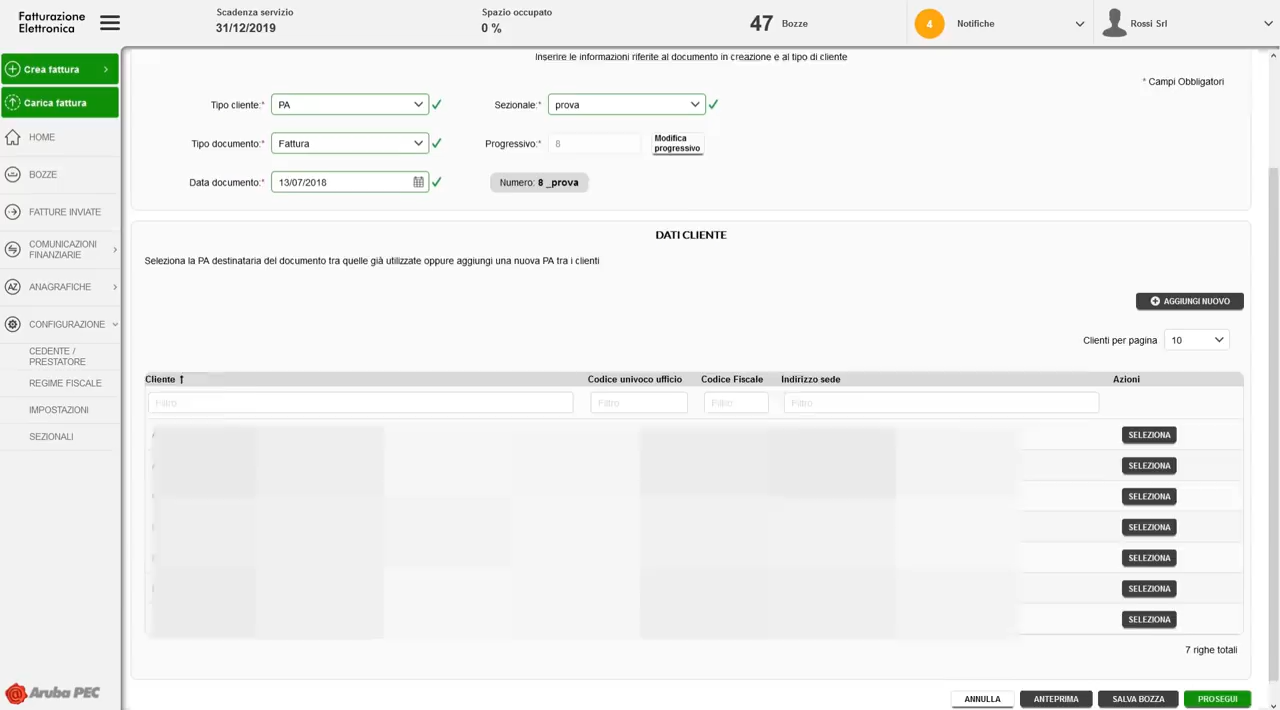 Fatturazione
Elettronica
Scadenza servizio
31/12/2019
Spazio occupato
0 %
47 Bozze
4 Notifiche
Rossi Srl
Crea fattura
Carica fattura
HOME
BOZZE
FATTURE INVIATE
COMUNICAZIONI
FINANZIARIE
ANAGRAFICHE
CONFIGURAZIONE
CEDENTE /
PRESTATORE
REGIME FISCALE
IMPOSTAZIONI
SEZIONALI
Aruba PEC
Inserire le informazioni riferite al documento in creazione e al tipo di cliente
* Campi Obbligatori
Tipo cliente:* PA Sezionale:* prova
Tipo documento:* Fattura Progressivo:* 8 Modifica
progressivo
Data documento:* 13/07/2018 Numero: 8 _prova
DATI CLIENTE
Seleziona la PA destinataria del documento tra quelle già utilizzate oppure aggiungi una nuova PA tra i clienti
AGGIUNGI NUOVO
Clienti per pagina 10
Cliente Codice univoco ufficio Codice Fiscale Indirizzo sede Azioni
Filtro Filtro Filtro Filtro
SELEZIONA
SELEZIONA
SELEZIONA
SELEZIONA
SELEZIONA
SELEZIONA
SELEZIONA
7 righe totali
ANNULLA ANTEPRIMA SALVA BOZZA PROSEGUI